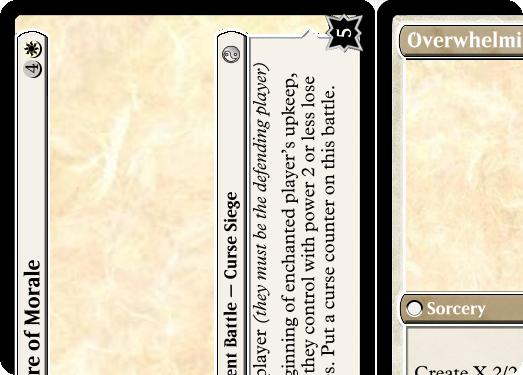 re of Morale 4
ent Battle – Curse Siege
player (they must be the defending player)
ginning of enchanted player's upkeep,
they control with power 2 or less lose
s. Put a curse counter on this battle.
5
Overwhelmi
Sorcery
Create X 2/2